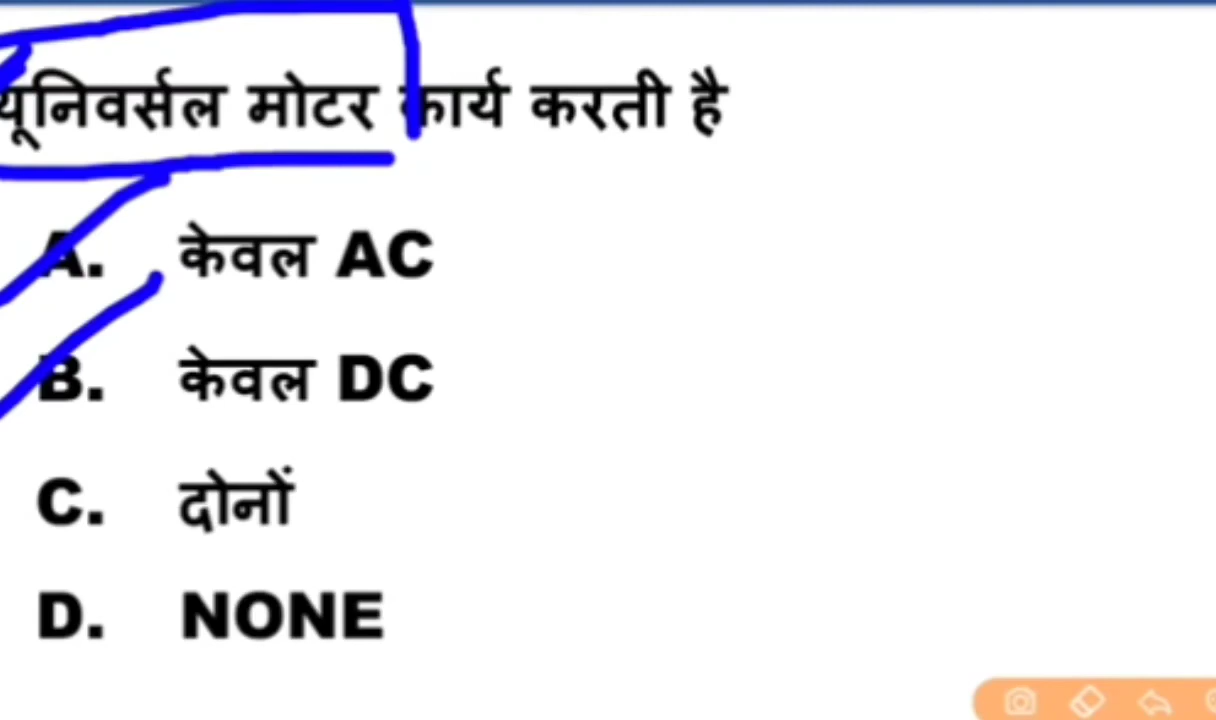 यूनिवर्सल मोटर कार्य करती है
A. केवल AC
B. केवल DC
C. दोनों
D. NONE